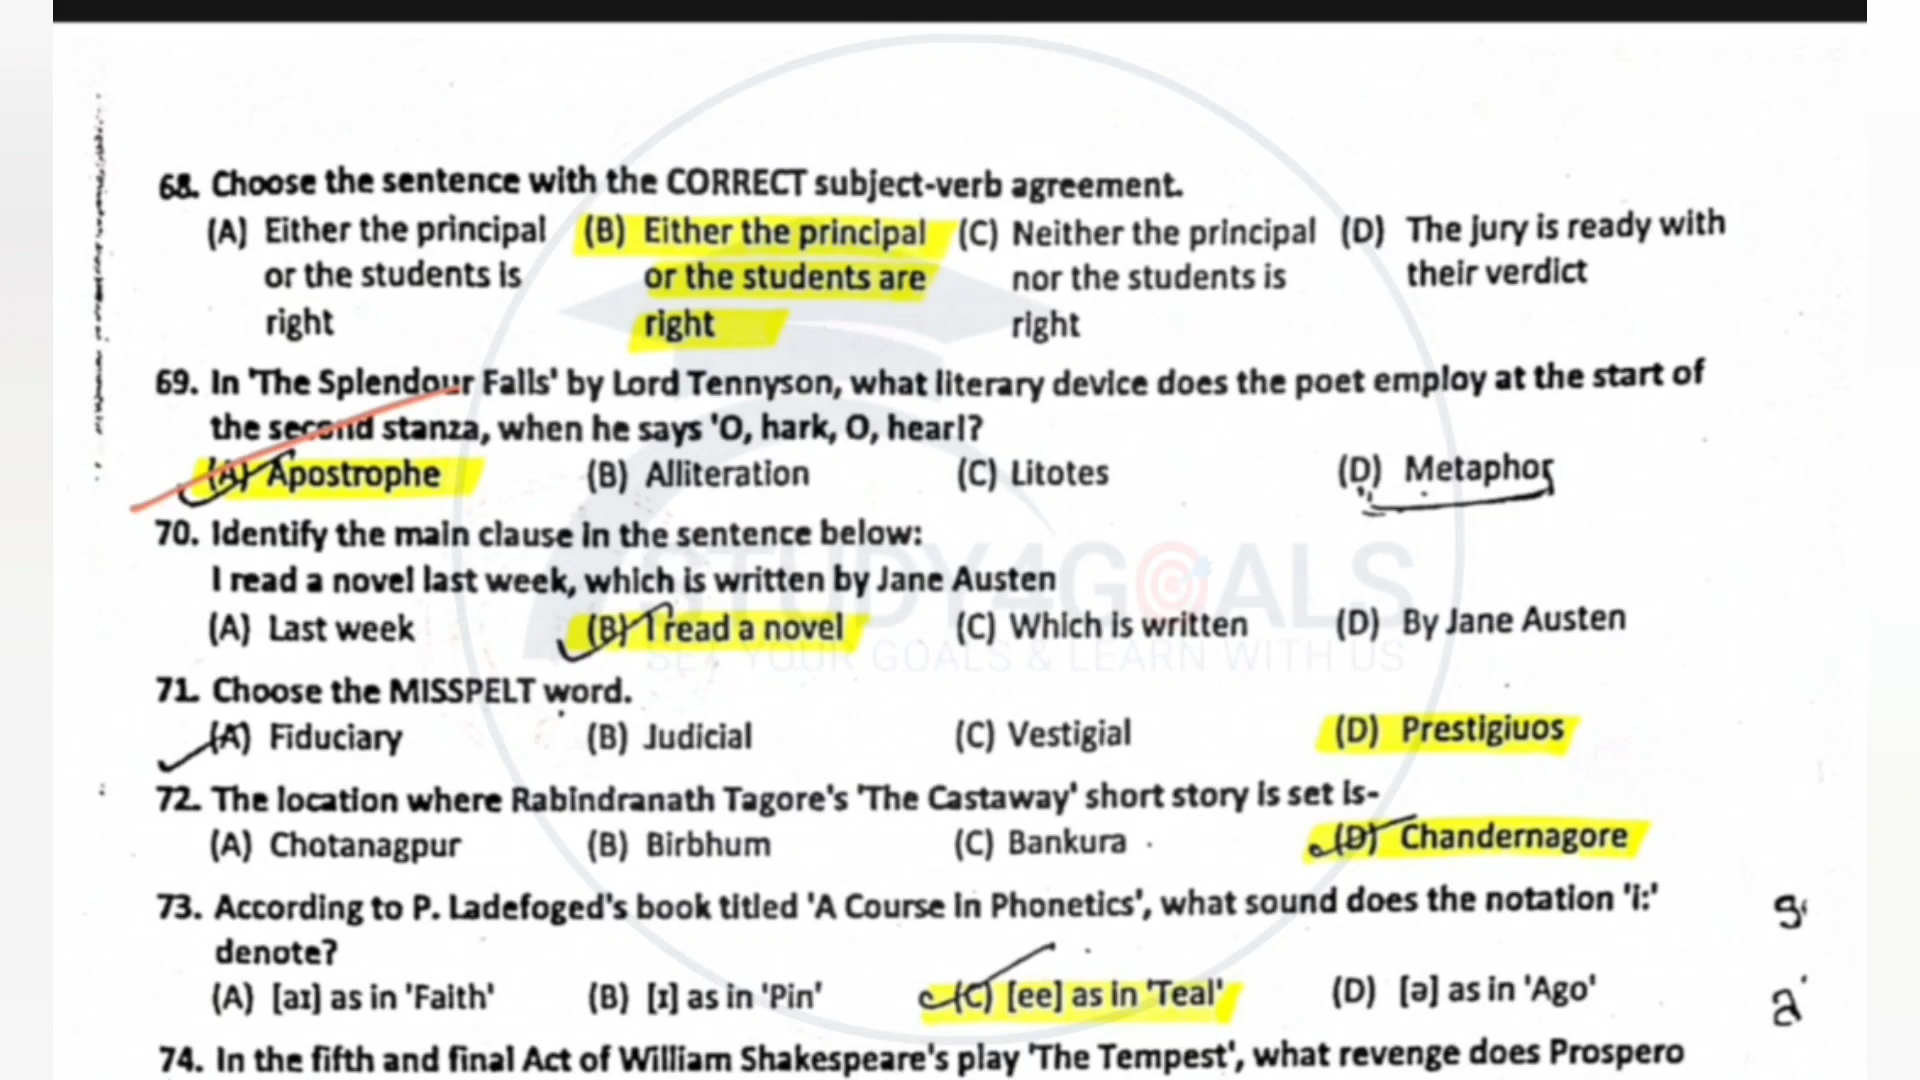 68. Choose the sentence with the CORRECT subject-verb agreement.
(A) Either the principal (B) Either the principal (C) Neither the principal (D) The jury is ready with
or the students is or the students are nor the students is their verdict
right right right
69. In 'The Splendour Falls' by Lord Tennyson, what literary device does the poet employ at the start of
the second stanza, when he says 'O, hark, O, hear!?
(A) Apostrophe (B) Alliteration (C) Litotes (D) Metaphor
70. Identify the main clause in the sentence below:
I read a novel last week, which is written by Jane Austen
(A) Last week (B) I read a novel (C) Which is written (D) By Jane Austen
STUDY4GOALS
SET YOUR GOALS & LEARN WITH US
71. Choose the MISSPELT word.
(A) Fiduciary (B) Judicial (C) Vestigial (D) Prestigiuos
72. The location where Rabindranath Tagore's 'The Castaway' short story is set is-
(A) Chotanagpur (B) Birbhum (C) Bankura (D) Chandernagore
73. According to P. Ladefoged's book titled 'A Course in Phonetics', what sound does the notation 'i:'
denote?
(A) [aɪ] as in 'Faith' (B) [ɪ] as in 'Pin' (C) [ee] as in 'Teal' (D) [ə] as in 'Ago'
74. In the fifth and final Act of William Shakespeare's play 'The Tempest', what revenge does Prospero